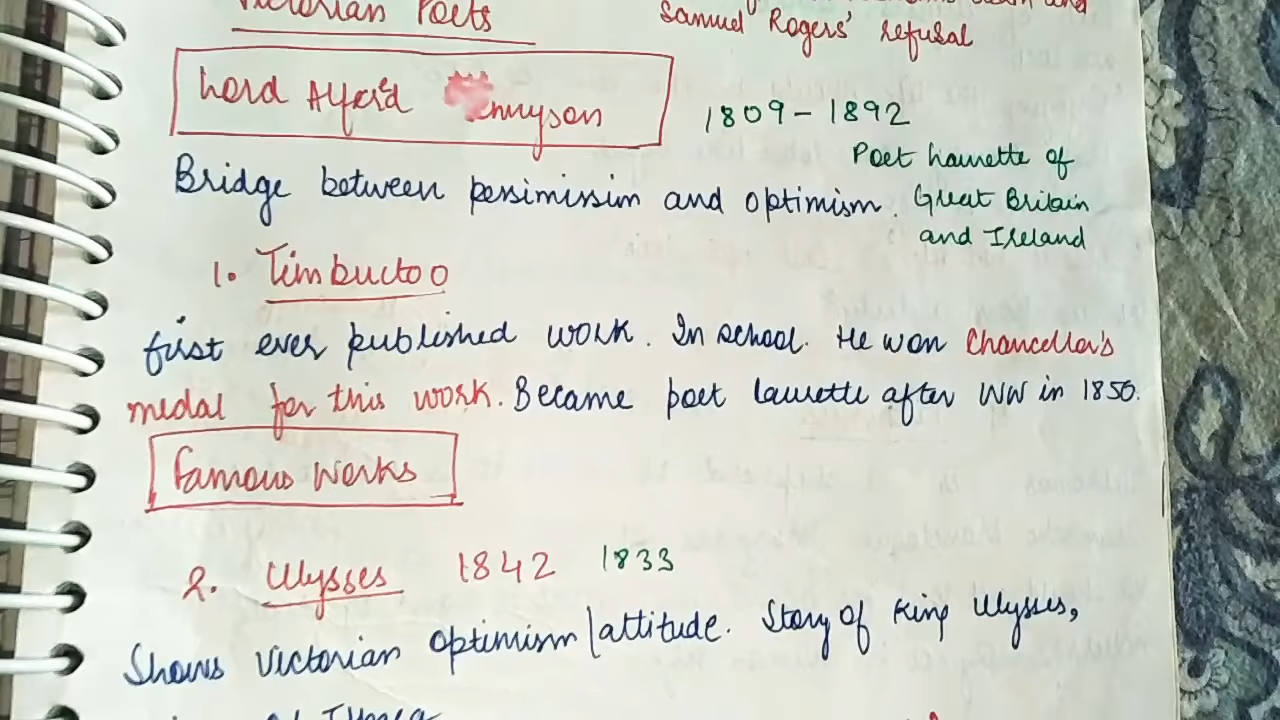 Victorian Poets
Samuel Rogers' refusal
Lord Alfred Tennyson
1809 - 1892
Poet laurette of
Great Britain
and Ireland
Bridge between perssimissim and optimism.
1. Timbuctoo
first ever published work. In school. He won Chancellor's
medal for this work. Became poet laurette after WW in 1850.
Famous Works
2. Ulysses 1842 1833
Shows Victorian optimism/attitude. Story of King Ulysses,
of Ithaca